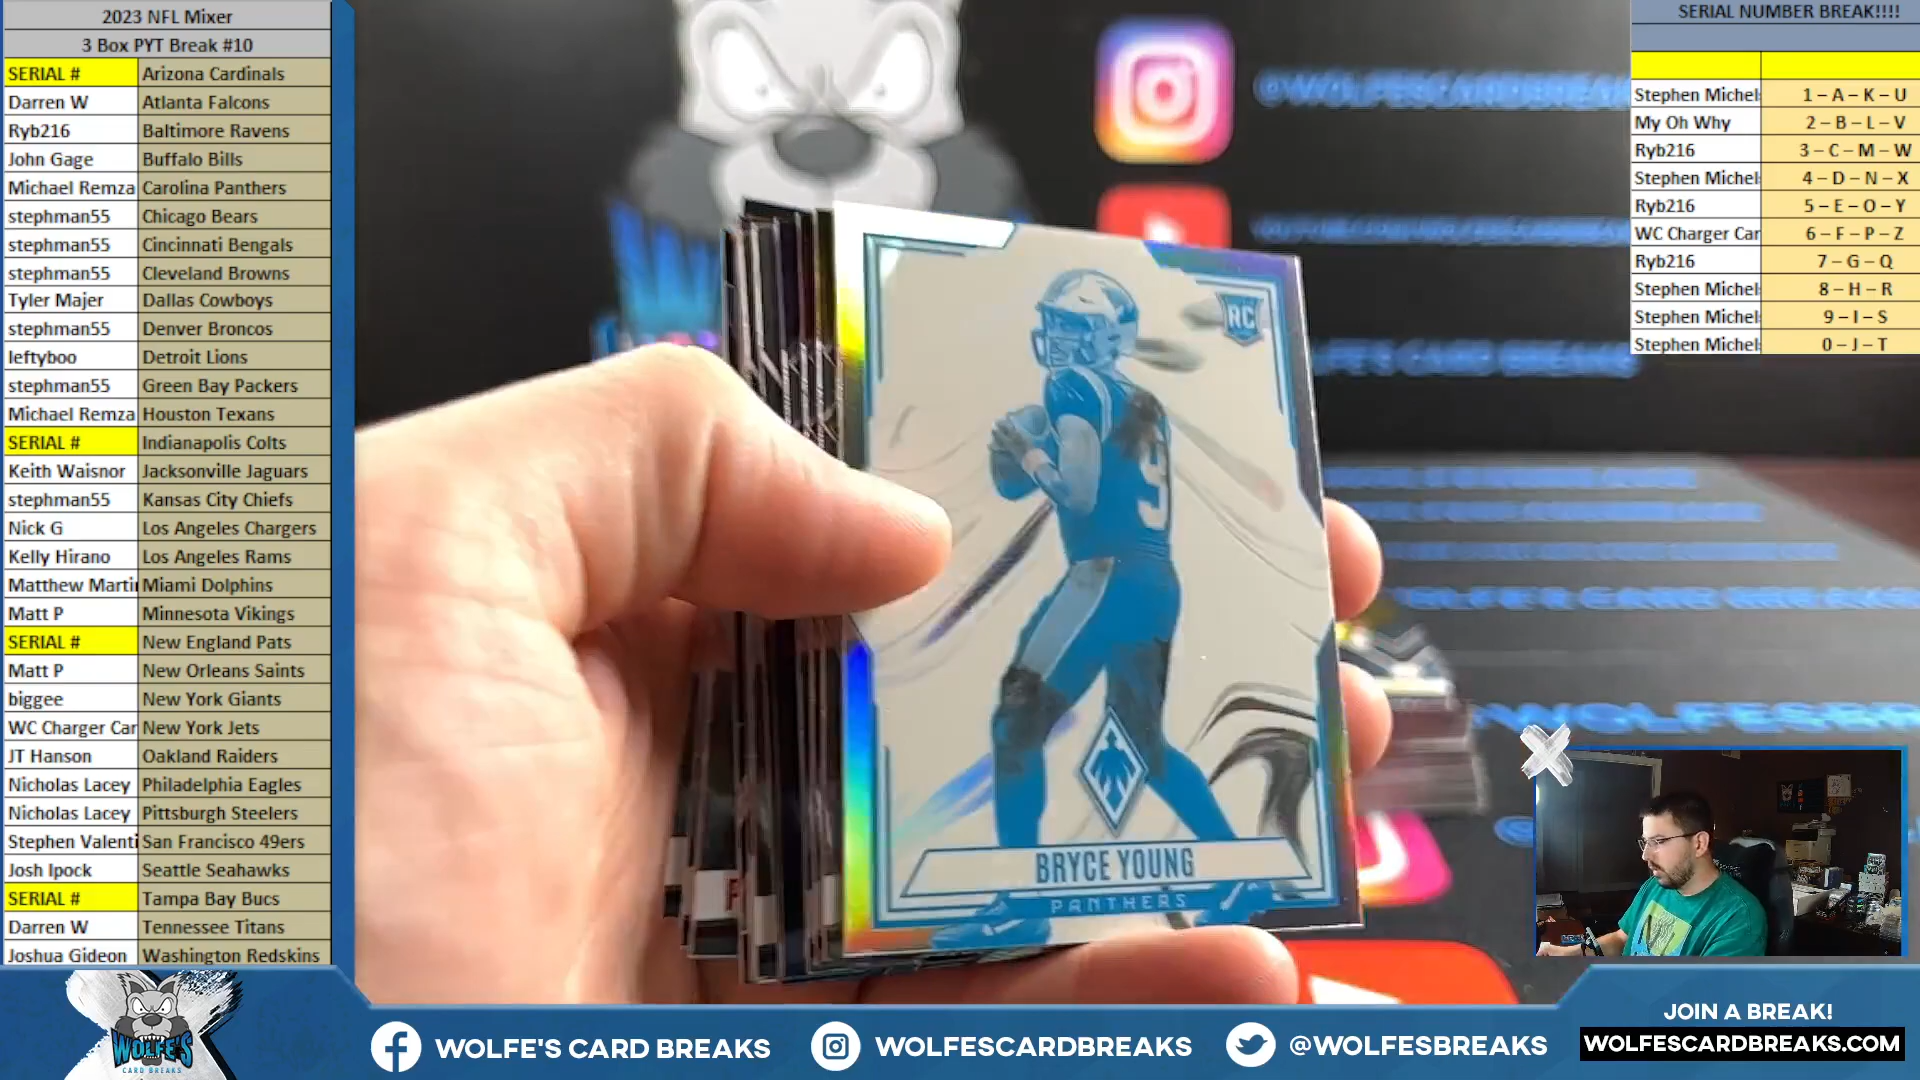 2023 NFL Mixer
3 Box PYT Break #10
SERIAL # Arizona Cardinals
Darren W Atlanta Falcons
Ryb216 Baltimore Ravens
John Gage Buffalo Bills
Michael Remza Carolina Panthers
stephman55 Chicago Bears
stephman55 Cincinnati Bengals
stephman55 Cleveland Browns
Tyler Majer Dallas Cowboys
stephman55 Denver Broncos
leftyboo Detroit Lions
stephman55 Green Bay Packers
Michael Remza Houston Texans
SERIAL # Indianapolis Colts
Keith Waisnor Jacksonville Jaguars
stephman55 Kansas City Chiefs
Nick G Los Angeles Chargers
Kelly Hirano Los Angeles Rams
Matthew Marti Miami Dolphins
Matt P Minnesota Vikings
SERIAL # New England Pats
Matt P New Orleans Saints
biggee New York Giants
WC Charger Car New York Jets
JT Hanson Oakland Raiders
Nicholas Lacey Philadelphia Eagles
Nicholas Lacey Pittsburgh Steelers
Stephen Valenti San Francisco 49ers
Josh Ipock Seattle Seahawks
SERIAL # Tampa Bay Bucs
Darren W Tennessee Titans
Joshua Gideon Washington Redskins
SERIAL NUMBER BREAK!!!!
Stephen Michel 1 – A – K – U
My Oh Why 2 – B – L – V
Ryb216 3 – C – M – W
Stephen Michel 4 – D – N – X
Ryb216 5 – E – O – Y
WC Charger Car 6 – F – P – Z
Ryb216 7 – G – Q
Stephen Michel 8 – H – R
Stephen Michel 9 – I – S
Stephen Michel 0 – J – T
@WOLFESCARDBREAK
RC
9
BRYCE YOUNG
PANTHERS
WOLFE'S
CARD BREAKS
WOLFE'S CARD BREAKS
WOLFESCARDBREAKS
@WOLFESBREAKS
JOIN A BREAK!
WOLFESCARDBREAKS.COM